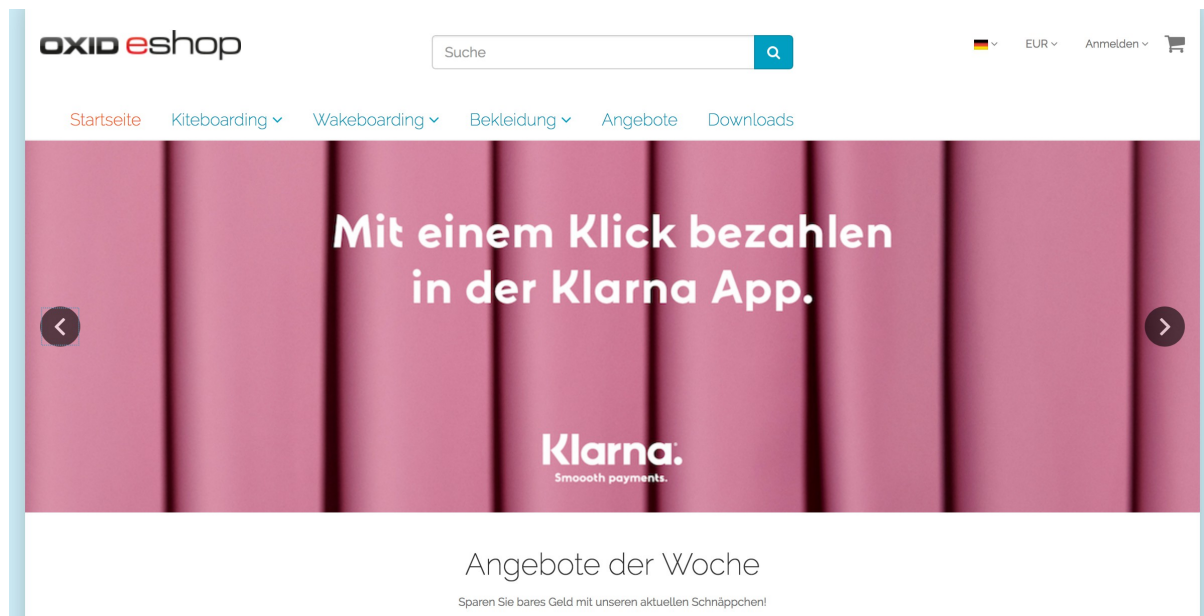 OXID eshop
Suche
EUR
Anmelden
Startseite Kiteboarding Wakeboarding Bekleidung Angebote Downloads
Mit einem Klick bezahlen
in der Klarna App.
Klarna.
Smoooth payments.
Angebote der Woche
Sparen Sie bares Geld mit unseren aktuellen Schnäppchen!